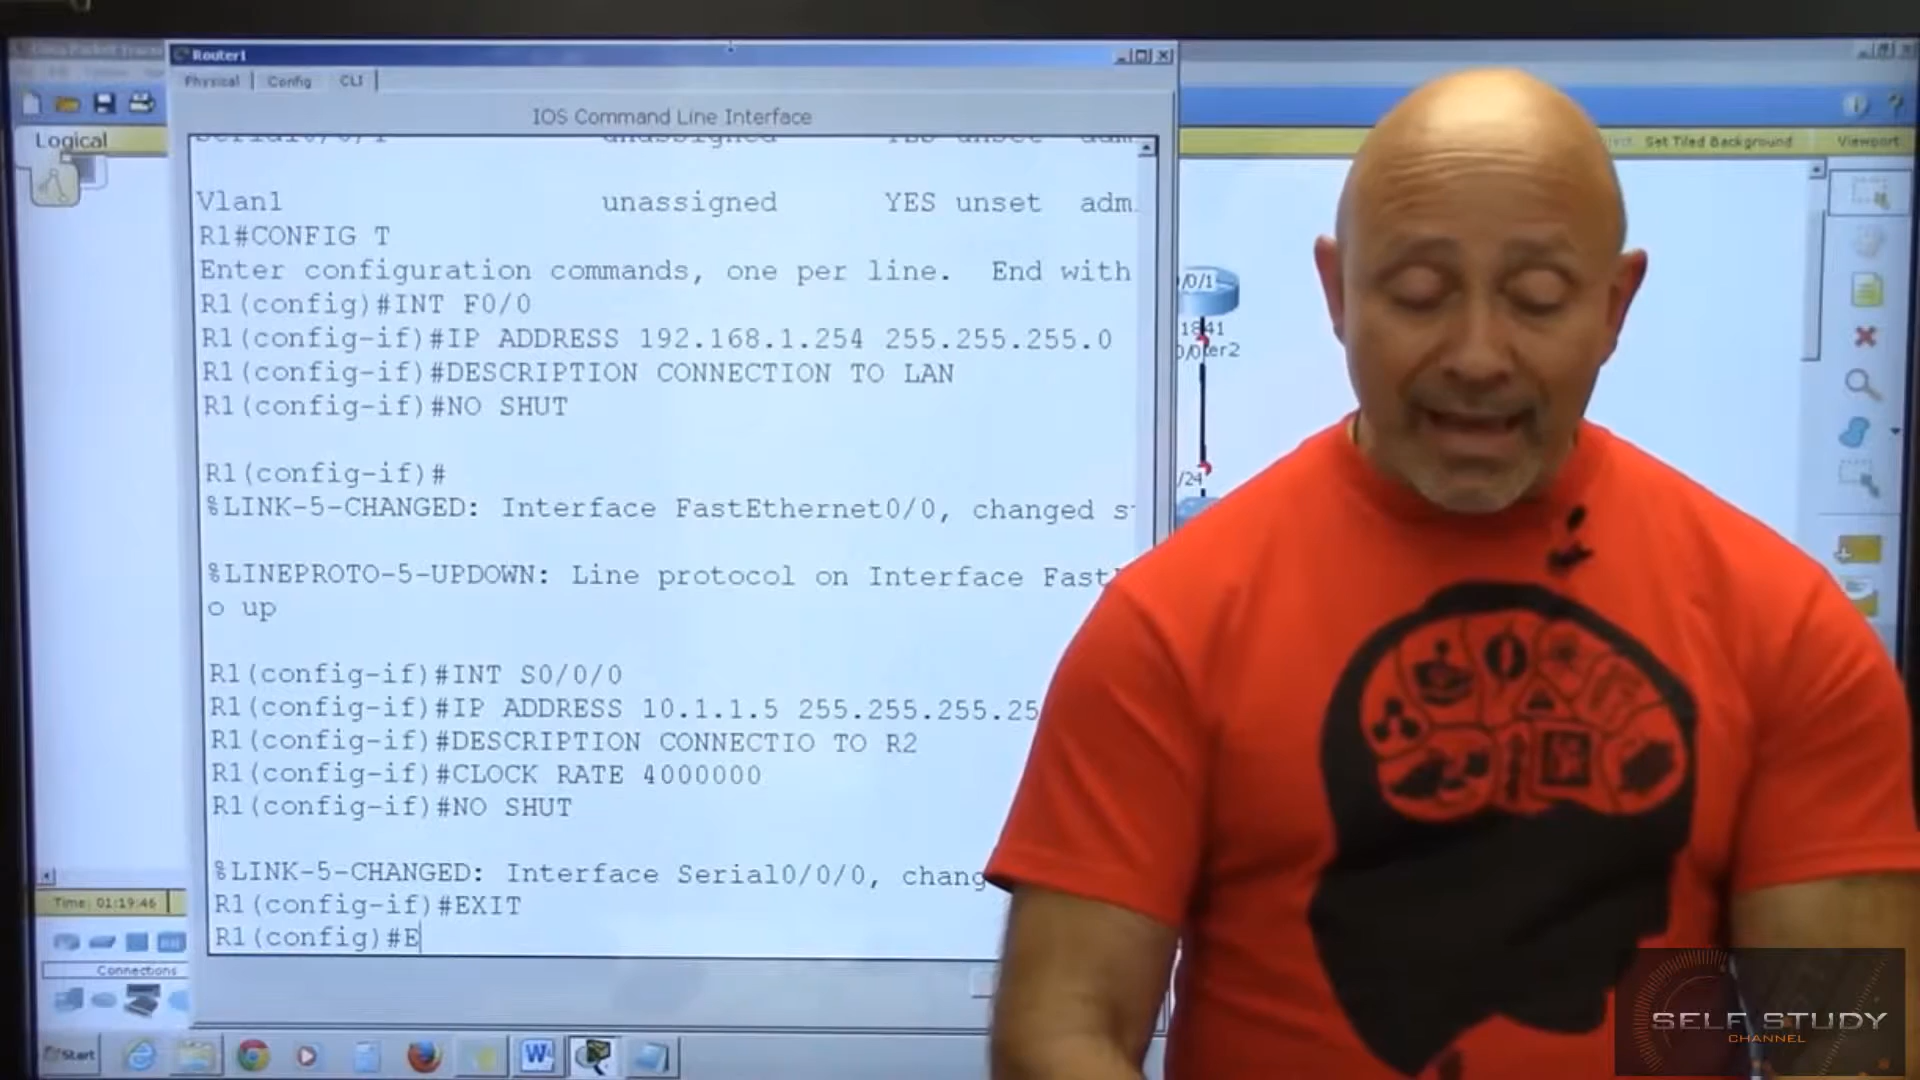 Router1
Physical Config CLI
IOS Command Line Interface
Logical
Set Tiled Background Viewport
Vlan1 unassigned YES unset adm
R1#CONFIG T
Enter configuration commands, one per line. End with
R1(config)#INT F0/0
R1(config-if)#IP ADDRESS 192.168.1.254 255.255.255.0
R1(config-if)#DESCRIPTION CONNECTION TO LAN
R1(config-if)#NO SHUT
R1(config-if)#
%LINK-5-CHANGED: Interface FastEthernet0/0, changed s
%LINEPROTO-5-UPDOWN: Line protocol on Interface Fast
o up
R1(config-if)#INT S0/0/0
R1(config-if)#IP ADDRESS 10.1.1.5 255.255.255.25
R1(config-if)#DESCRIPTION CONNECTIO TO R2
R1(config-if)#CLOCK RATE 4000000
R1(config-if)#NO SHUT
%LINK-5-CHANGED: Interface Serial0/0/0, chang
R1(config-if)#EXIT
R1(config)#E
/0/1
1841
ter2
/24
Time: 01:19:46
Connections
Start
SELF STUDY
CHANNEL